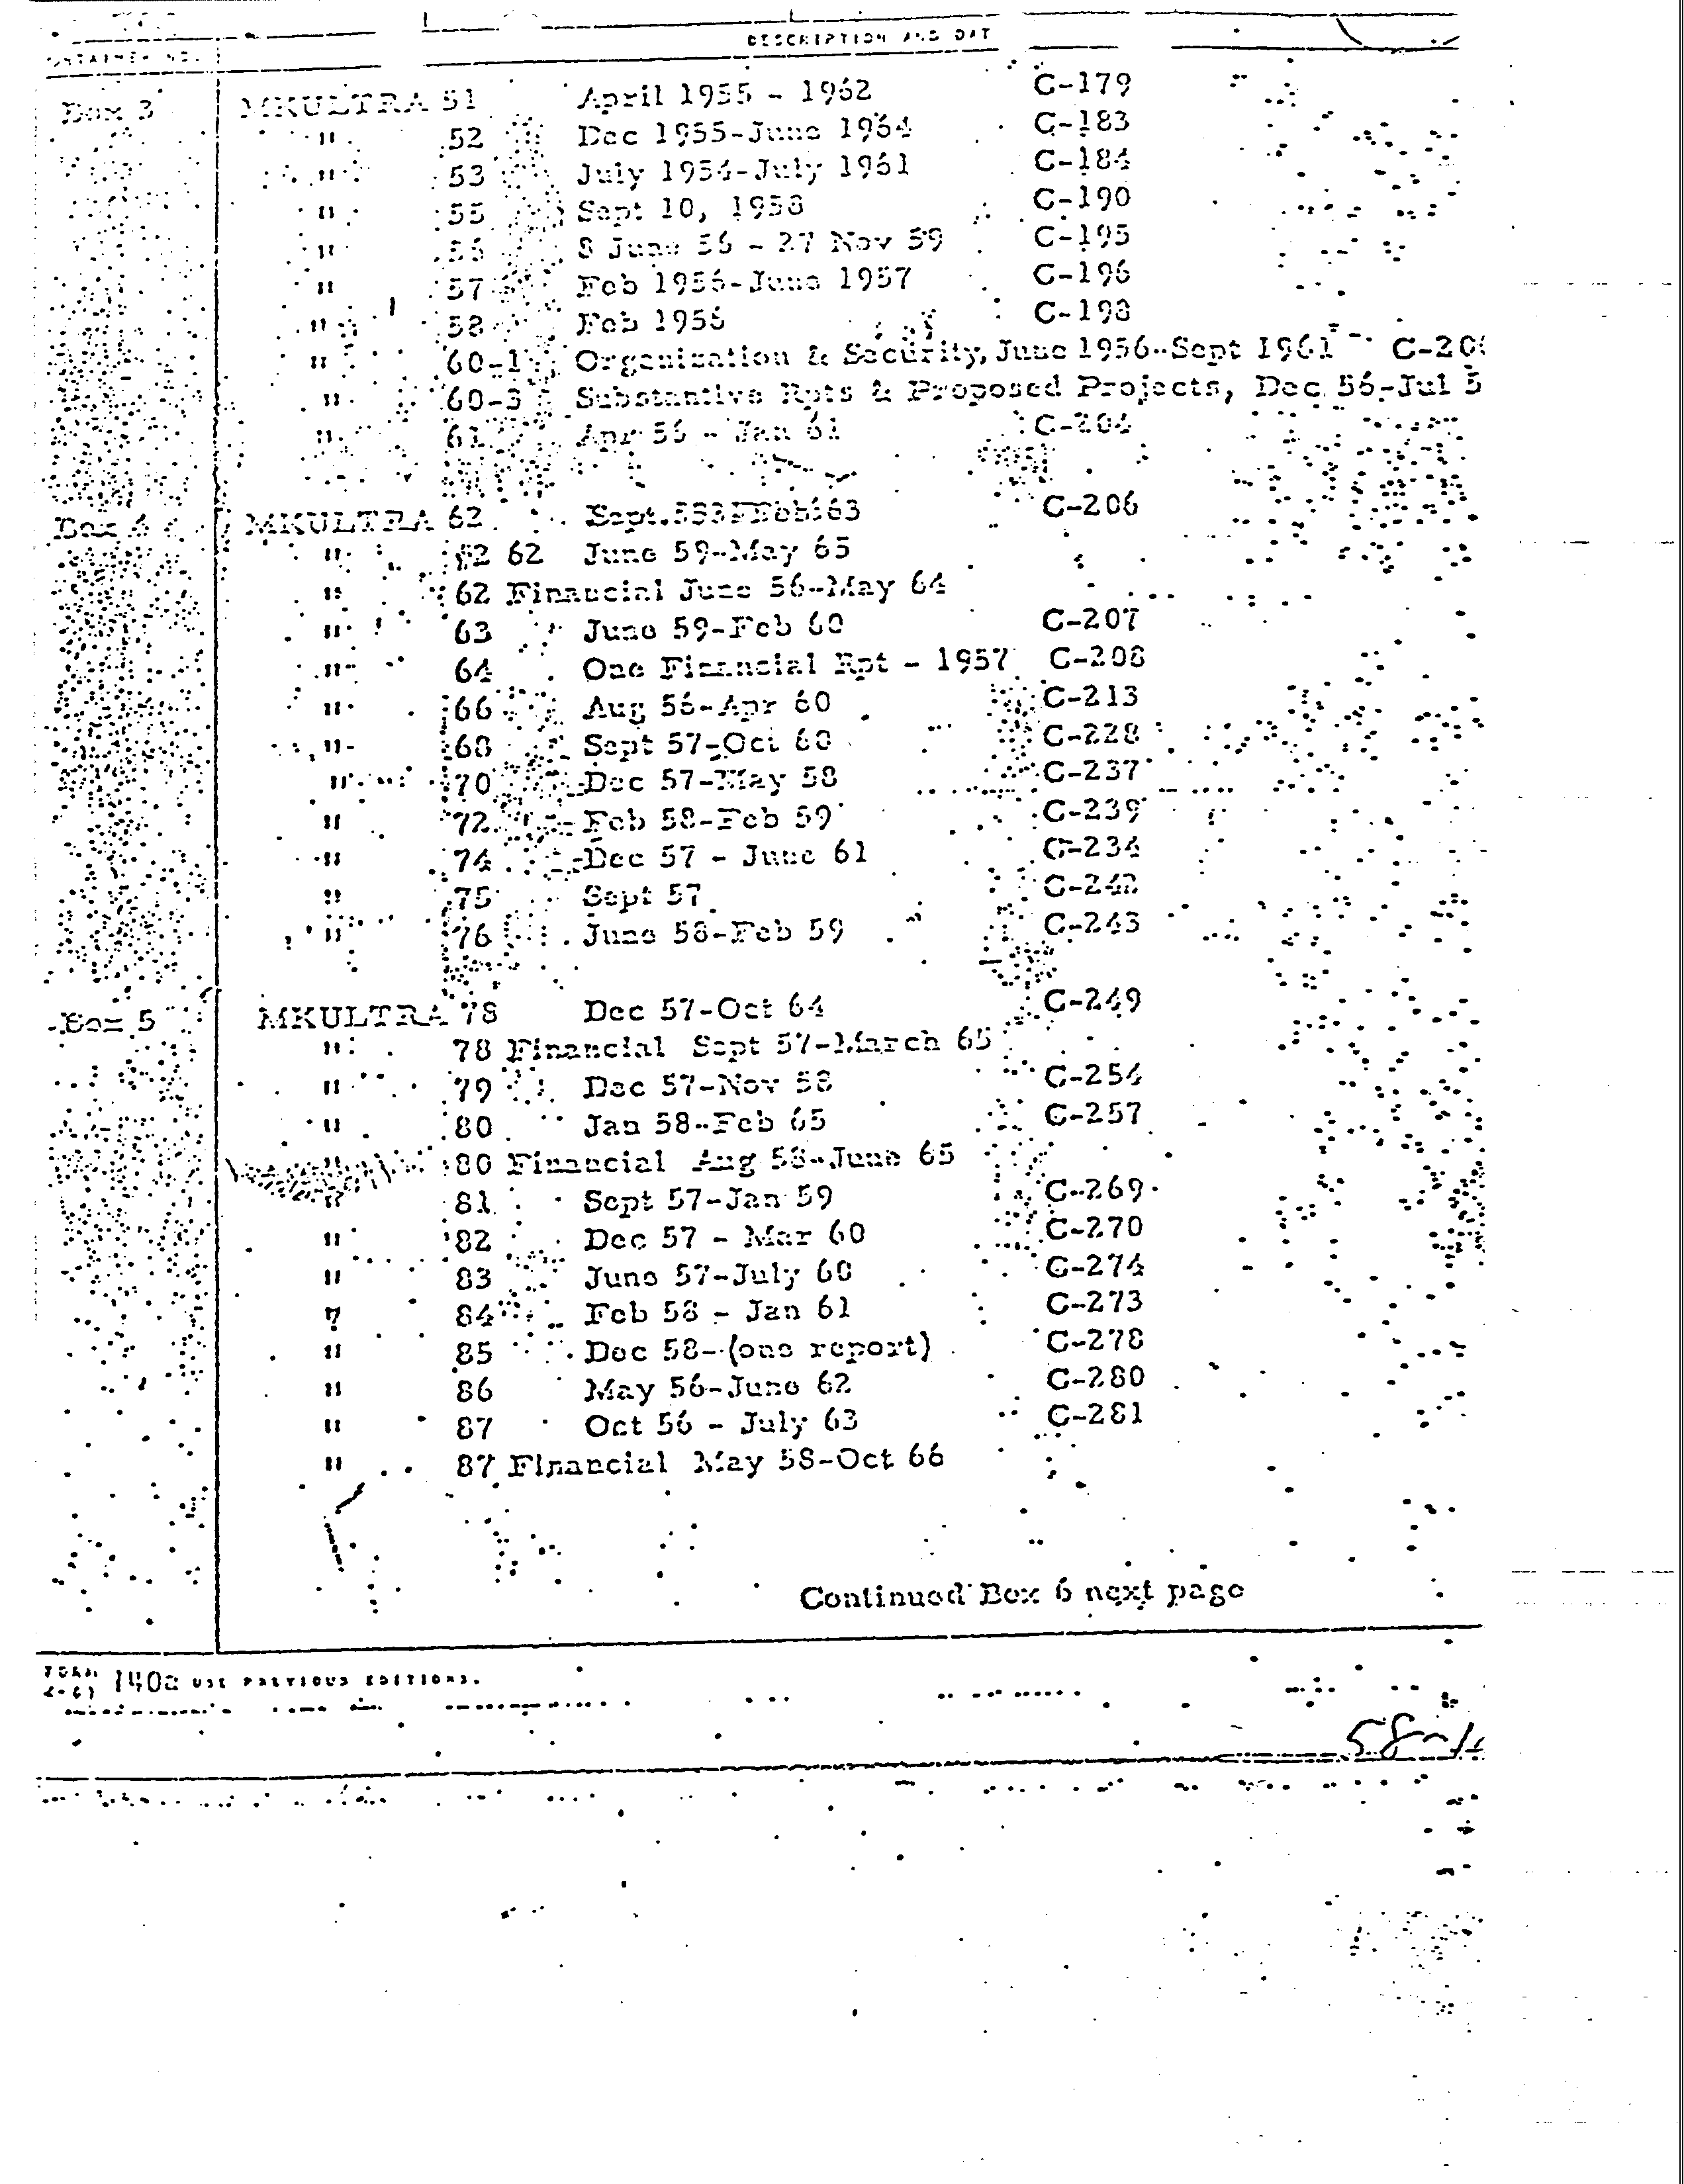 DESCRIPTION AND DAT
CONTAINER NO.
Box 3 MKULTRA 51 April 1955 - 1962 C-179
" 52 Dec 1955-June 1964 C-183
" 53 July 1954-July 1961 C-184
" 55 Sept 10, 1958 C-190
" 56 8 June 56 - 27 Nov 59 C-195
" 57 Feb 1956-June 1957 C-196
" 58 Feb 1956 C-198
" 60-1 Organization & Security, June 1956-Sept 1961 C-20
" 60-3 Substantive Rpts & Proposed Projects, Dec 56-Jul 5
" 61 Apr 56 - Jan 61 C-204
Box 4 MKULTRA 62 C-206
" 62 62 June 59-May 65
" 62 Financial June 56-May 64
" 63 June 59-Feb 60 C-207
" 64 One Financial Rpt - 1957 C-208
" 66 Aug 56-Apr 60 C-213
" 68 Sept 57-Oct 60 C-228
" 70 Dec 57-May 58 C-237
" 72 Feb 58-Feb 59 C-239
" 74 Dec 57 - June 61 C-234
" 75 Sept 57 C-242
" 76 June 58-Feb 59 C-243
Box 5 MKULTRA 78 Dec 57-Oct 64 C-249
" 78 Financial Sept 57-March 65
" 79 Dec 57-Nov 58 C-254
" 80 Jan 58-Feb 65 C-257
" 80 Financial Aug 58-June 65
" 81 Sept 57-Jan 59 C-269
" 82 Dec 57 - Mar 60 C-270
" 83 June 57-July 60 C-274
" 84 Feb 58 - Jan 61 C-273
" 85 Dec 58-(one report) C-278
" 86 May 56-June 62 C-280
" 87 Oct 56 - July 63 C-281
" 87 Financial May 58-Oct 66
Continued Box 6 next page
FORM 140a USE PREVIOUS EDITIONS.